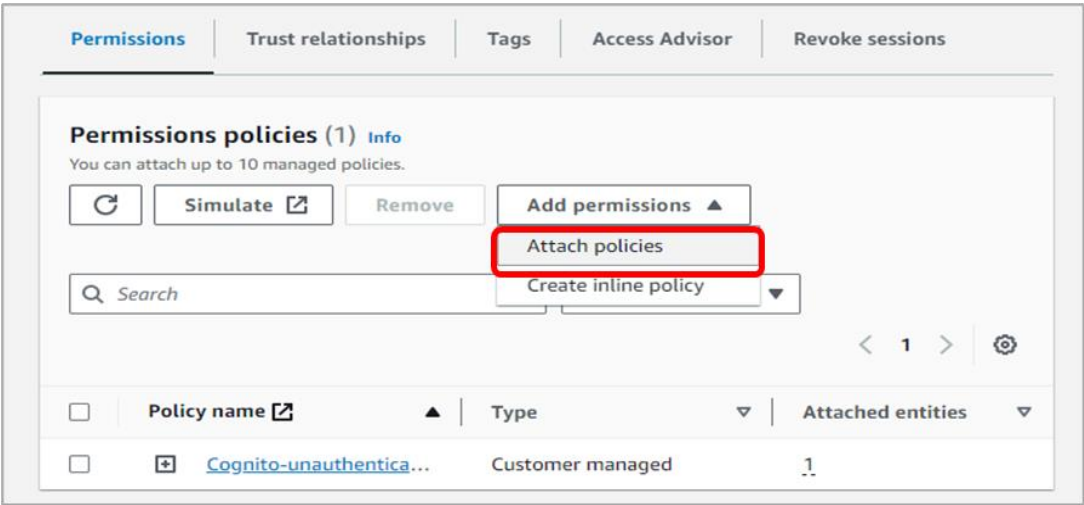 Permissions Trust relationships Tags Access Advisor Revoke sessions
Permissions policies (1) Info
You can attach up to 10 managed policies.
Simulate Remove Add permissions
Attach policies
Create inline policy
Search
1
Policy name Type Attached entities
Cognito-unauthentica... Customer managed 1